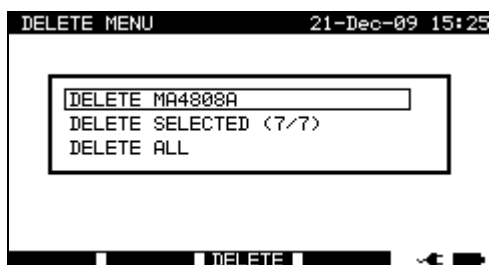 DELETE MENU 21-Dec-09 15:25
DELETE MA4808A
DELETE SELECTED (7/7)
DELETE ALL
DELETE